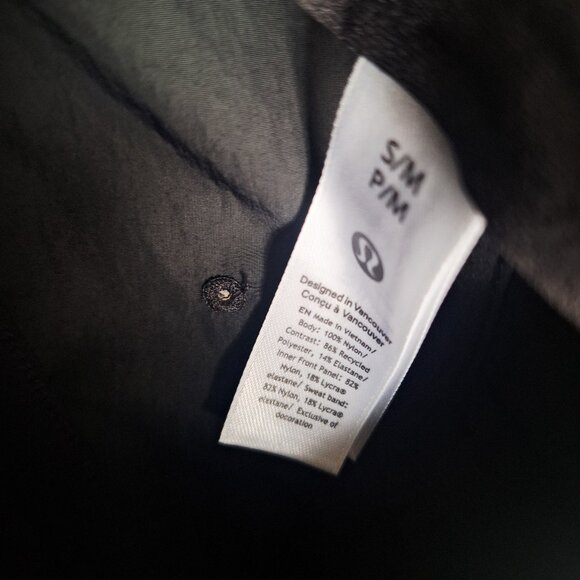 S/M
P/M
Designed in Vancouver
Conçu à Vancouver
EN Made in Vietnam/
Body: 100% Nylon/
Contrast: 86% Recycled
Polyester, 14% Elastane/
Inner Front Panel: 82%
Nylon, 18% Lycra®
elastane/ Sweat band:
82% Nylon, 18% Lycra®
elastane/ Exclusive of
decoration